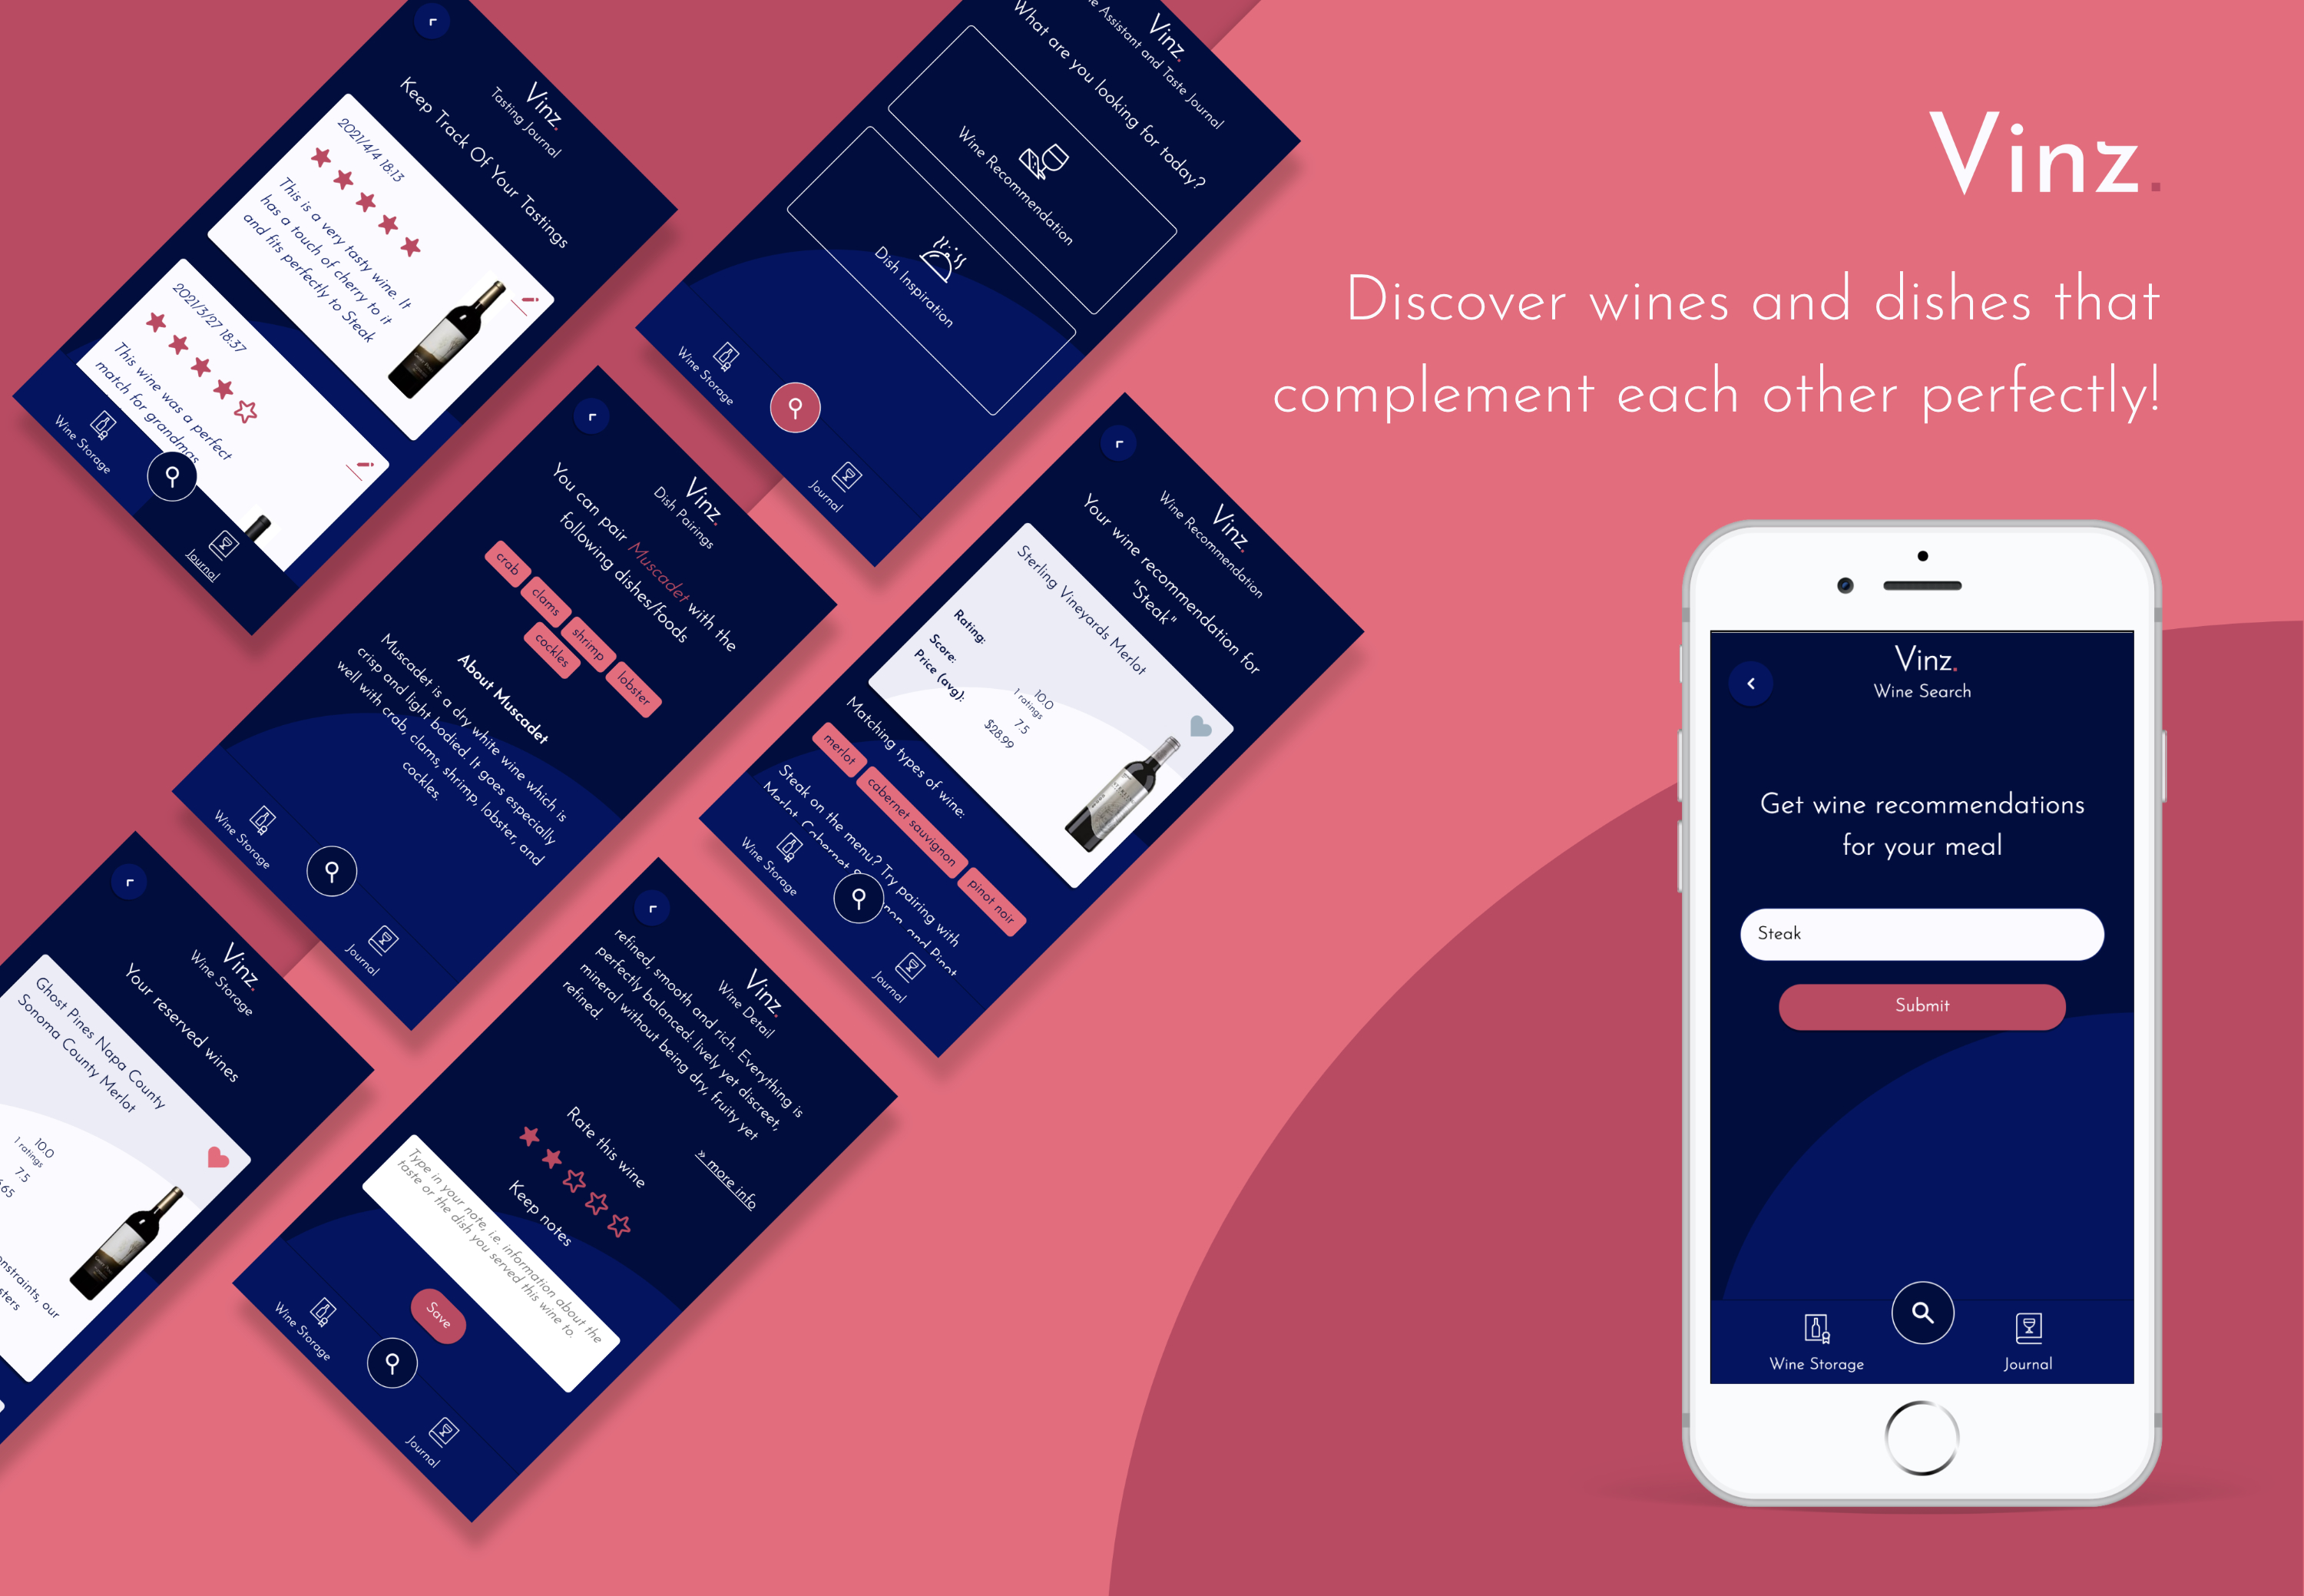 Vinz.
Discover wines and dishes that
complement each other perfectly!
Vinz.
Tasting Journal
Keep Track Of Your Tastings
2021/4/4 18:13
This is a very tasty wine. It
has a touch of cherry to it
and fits perfectly to Steak
2021/3/27 18:37
This wine was a perfect
match for grandmas
Wine Storage
Journal
Vinz.
e Assistant and Taste Journal
What are you looking for today?
Wine Recommendation
Dish Inspiration
Wine Storage
Journal
Vinz.
Dish Pairings
You can pair Muscadet with the
following dishes/foods
crab
clams
shrimp
lobster
cockles
About Muscadet
Muscadet is a dry white wine which is
crisp and light bodied. It goes especially
well with crab, clams, shrimp, lobster, and
cockles.
Wine Storage
Journal
Vinz.
Wine Recommendation
Your wine recommendation for
"Steak"
Sterling Vineyards Merlot
Rating:
10.0
1 ratings
Score:
7.5
Price (avg):
$28.99
Matching types of wine:
merlot
cabernet sauvignon
pinot noir
Steak on the menu? Try pairing with
Merlot, Cabernet and Pinot
Wine Storage
Journal
Vinz.
Wine Storage
Your reserved wines
Ghost Pines Napa County
Sonoma County Merlot
10.0
1 ratings
7.5
.65
nstraints, our
sters
Vinz.
Wine Detail
refined, smooth and rich. Everything is
perfectly balanced: lively yet discreet,
mineral without being dry, fruity yet
refined.
» more info
Rate this wine
Keep notes
Type in your note, i.e. information about the
taste or the dish you served this wine to.
Save
Wine Storage
Journal
Vinz.
Wine Search
Get wine recommendations
for your meal
Steak
Submit
Wine Storage
Journal